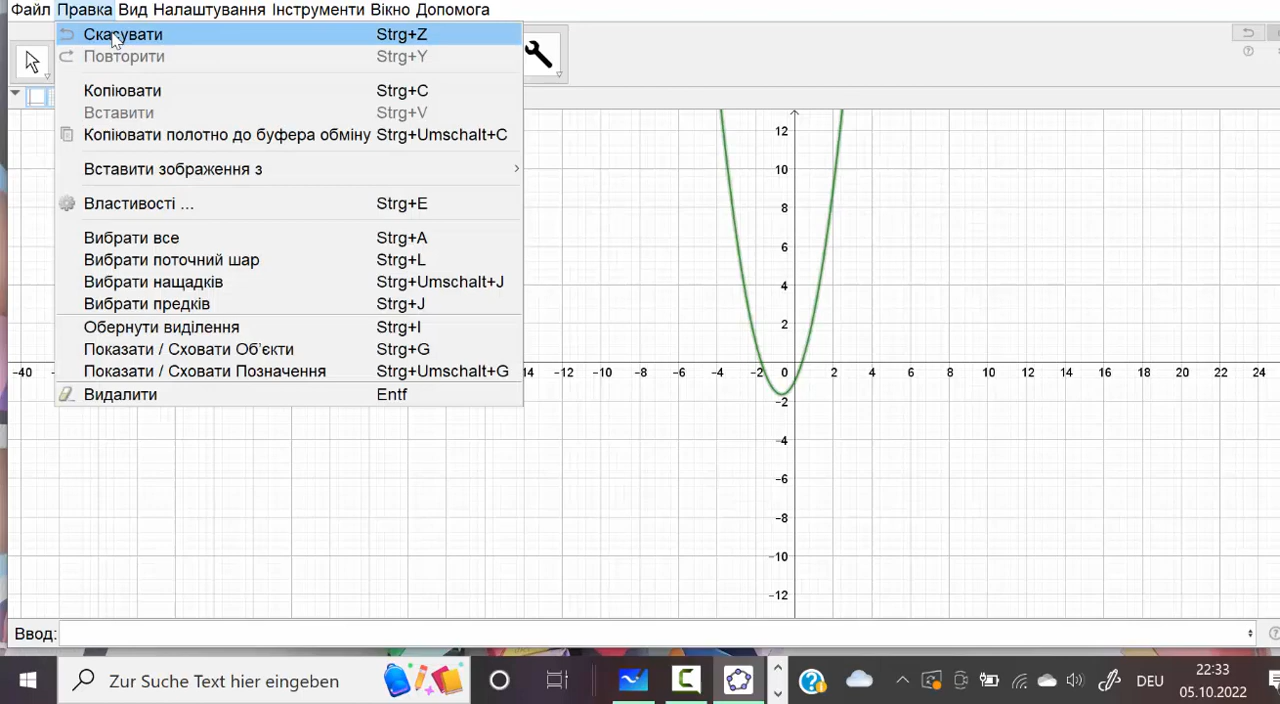 Файл Правка Вид Налаштування Інструменти Вікно Допомога
Скасувати Strg+Z
Повторити Strg+Y
Копіювати Strg+C
Вставити Strg+V
Копіювати полотно до буфера обміну Strg+Umschalt+C
Вставити зображення з
Властивості ... Strg+E
Вибрати все Strg+A
Вибрати поточний шар Strg+L
Вибрати нащадків Strg+Umschalt+J
Вибрати предків Strg+J
Обернути виділення Strg+I
Показати / Сховати Об'єкти Strg+G
Показати / Сховати Позначення Strg+Umschalt+G
Видалити Entf
12
10
8
6
4
2
-40 -12 -10 -8 -6 -4 -2 0 2 4 6 8 10 12 14 16 18 20 22 24
-2
-4
-6
-8
-10
-12
Ввод:
Zur Suche Text hier eingeben
DEU
22:33
05.10.2022